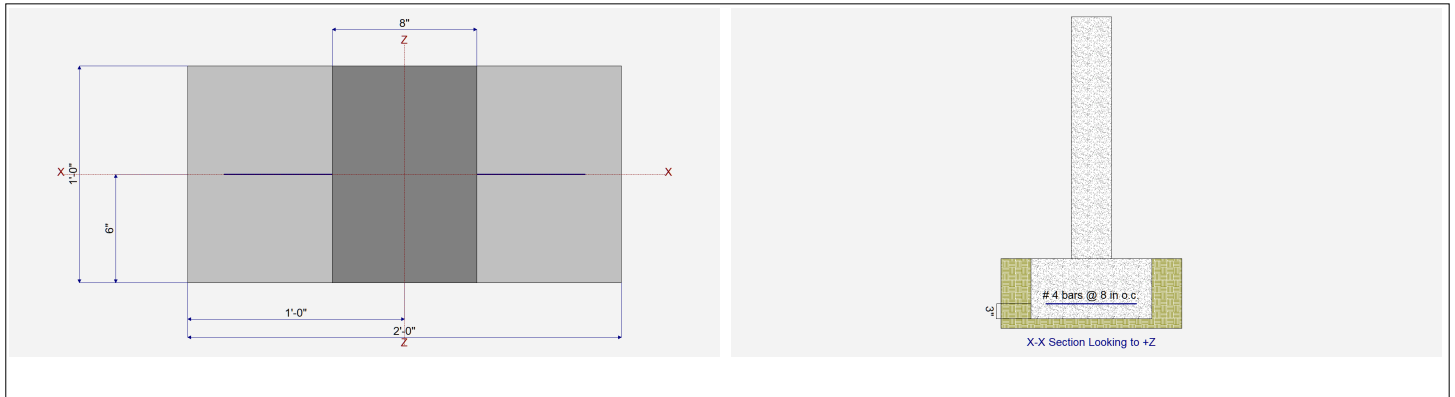 8"
Z
X
X
1'-0"
6"
1'-0"
2'-0"
Z
# 4 bars @ 8 in o.c.
3"
X-X Section Looking to +Z